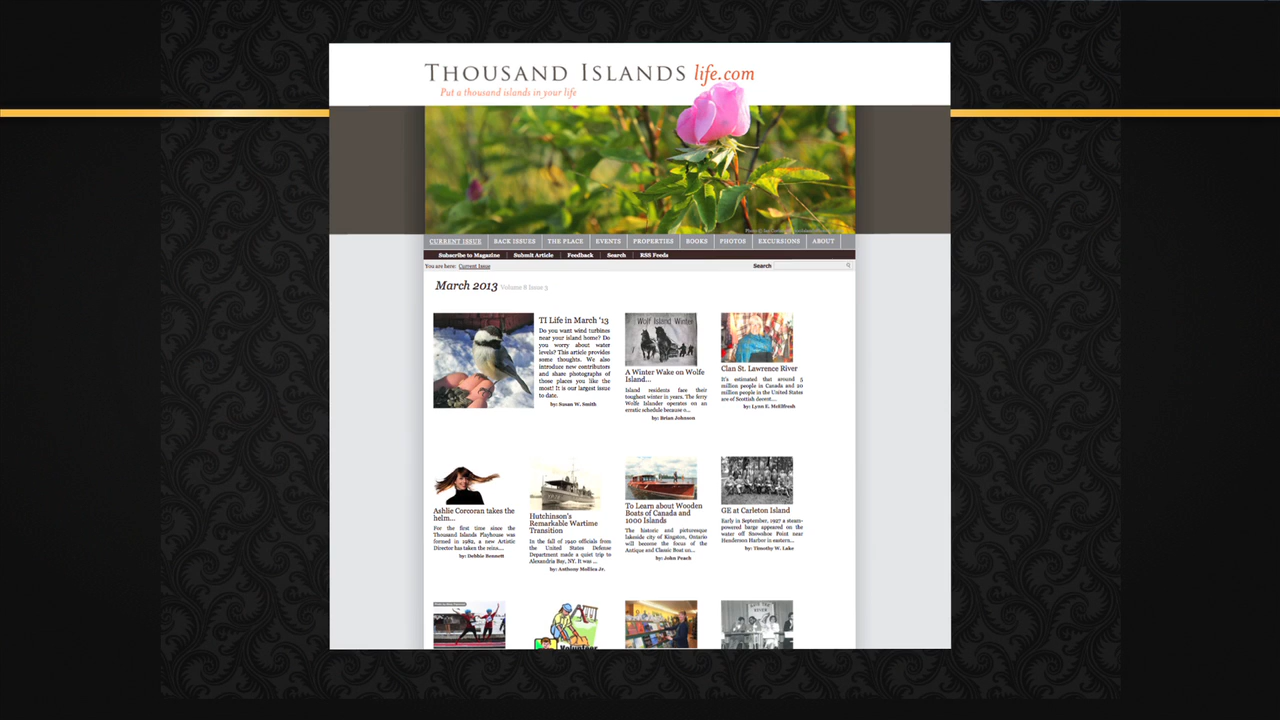 THOUSAND ISLANDS life.com
Put a thousand islands in your life
CURRENT ISSUE BACK ISSUES THE PLACE EVENTS PROPERTIES BOOKS PHOTOS EXCURSIONS ABOUT
Subscribe to Magazine Submit Article Feedback Search RSS Feeds
You are here: Current Issue Search
March 2013 Volume 8 Issue 3
TI Life in March '13
Do you want wind turbines
near your island home? Do
you worry about water
levels? This article provides
some thoughts. We also
introduce new contributors
and share photographs of
those places you like the
most! It is our largest issue
to date.
by: Susan W. Smith
Wolf Island Winter
A Winter Wake on Wolfe
Island...
Island residents face their
toughest winter in years. The ferry
Wolfe Islander operates on an
erratic schedule because o...
by: Brian Johnson
Clan St. Lawrence River
It's estimated that around 5
million people in Canada and 20
million people in the United States
are of Scottish decent....
by: Lynn E. McElfresh
Ashlie Corcoran takes the
helm...
For the first time since the
Thousand Islands Playhouse was
formed in 1982, a new Artistic
Director has taken the reins....
by: Debbie Bennett
Hutchinson's
Remarkable Wartime
Transition
In the fall of 1940 officials from
the United States Defense
Department made a quiet trip to
Alexandria Bay, NY. It was ...
by: Anthony Mollica Jr.
To Learn about Wooden
Boats of Canada and
1000 Islands
The historic and picturesque
lakeside city of Kingston, Ontario
will become the focus of the
Antique and Classic Boat un...
by: John Peach
GE at Carleton Island
Early in September, 1927 a steam-
powered barge appeared on the
water off Snowshoe Point near
Henderson Harbor in eastern...
by: Timothy W. Lake
Volunteer
SAVE THE
RIVER